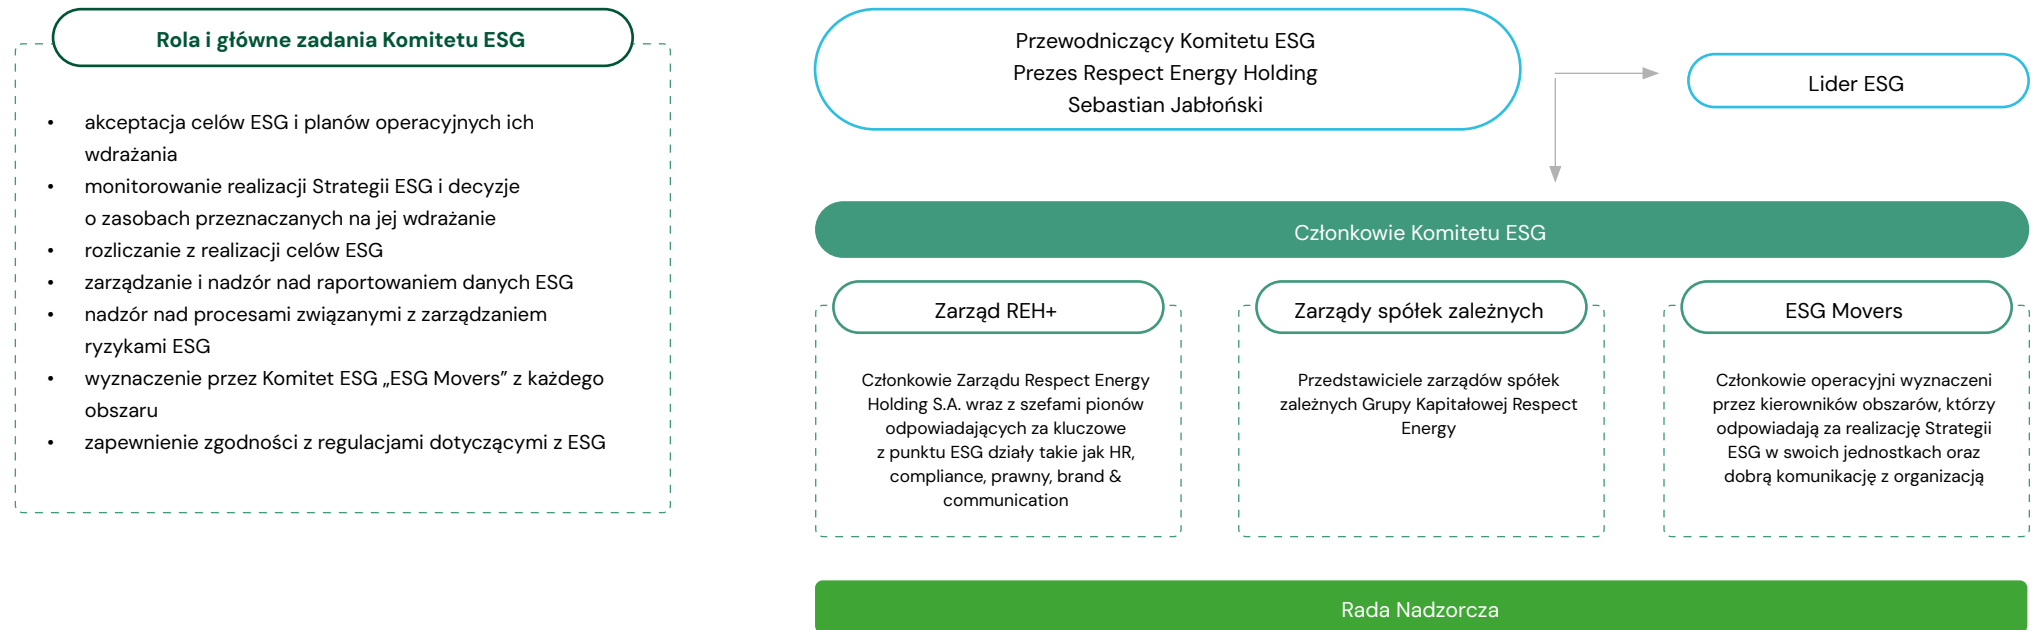 Rola i główne zadania Komitetu ESG
• akceptacja celów ESG i planów operacyjnych ich
wdrażania
• monitorowanie realizacji Strategii ESG i decyzje
o zasobach przeznaczanych na jej wdrażanie
• rozliczanie z realizacji celów ESG
• zarządzanie i nadzór nad raportowaniem danych ESG
• nadzór nad procesami związanymi z zarządzaniem
ryzykami ESG
• wyznaczenie przez Komitet ESG „ESG Movers” z każdego
obszaru
• zapewnienie zgodności z regulacjami dotyczącymi z ESG
Przewodniczący Komitetu ESG
Prezes Respect Energy Holding
Sebastian Jabłoński
Lider ESG
Członkowie Komitetu ESG
Zarząd REH+
Członkowie Zarządu Respect Energy
Holding S.A. wraz z szefami pionów
odpowiadających za kluczowe
z punktu ESG działy takie jak HR,
compliance, prawny, brand &
communication
Zarządy spółek zależnych
Przedstawiciele zarządów spółek
zależnych Grupy Kapitałowej Respect
Energy
ESG Movers
Członkowie operacyjni wyznaczeni
przez kierowników obszarów, którzy
odpowiadają za realizację Strategii
ESG w swoich jednostkach oraz
dobrą komunikację z organizacją
Rada Nadzorcza